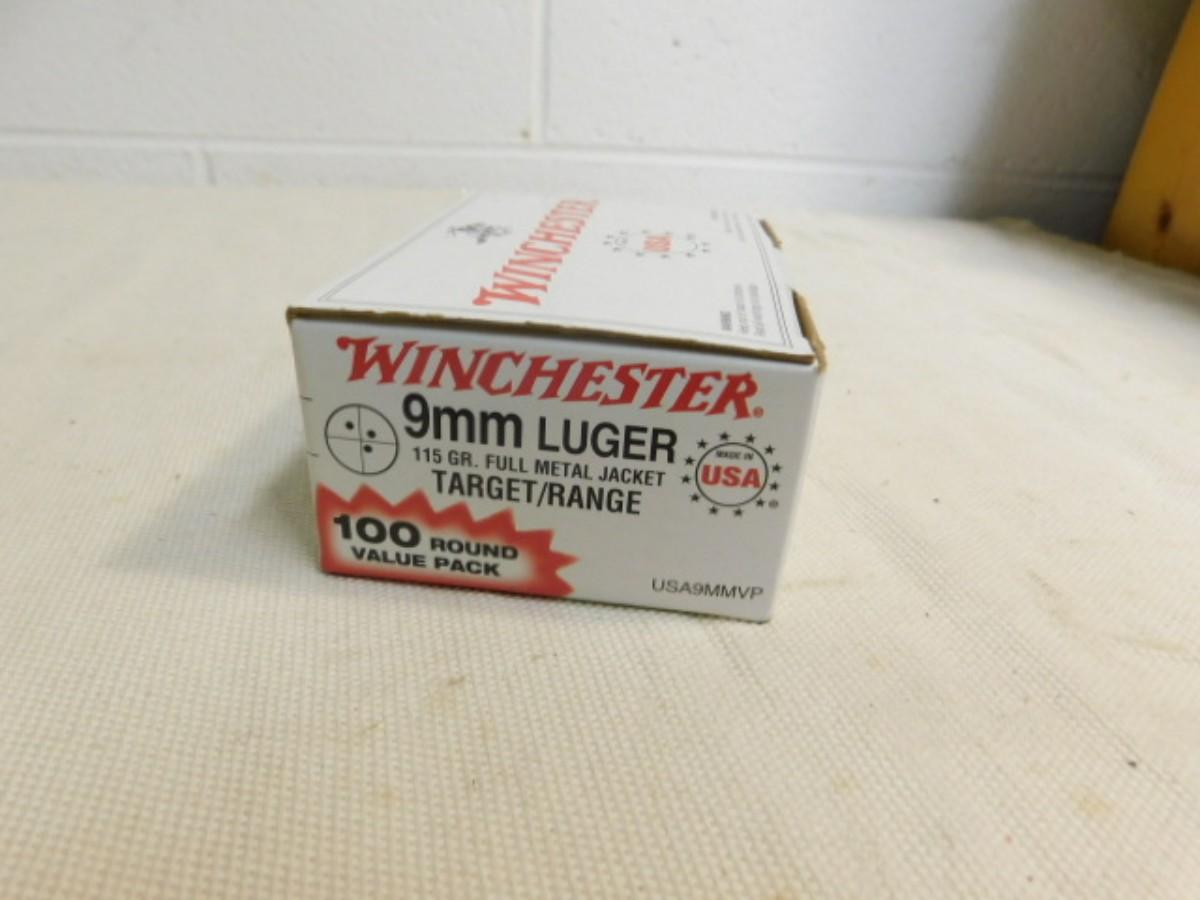 WINCHESTER
USA
WINCHESTER®
9mm LUGER
115 GR. FULL METAL JACKET
TARGET/RANGE
MADE IN
USA
®
100 ROUND
VALUE PACK
USA9MMVP